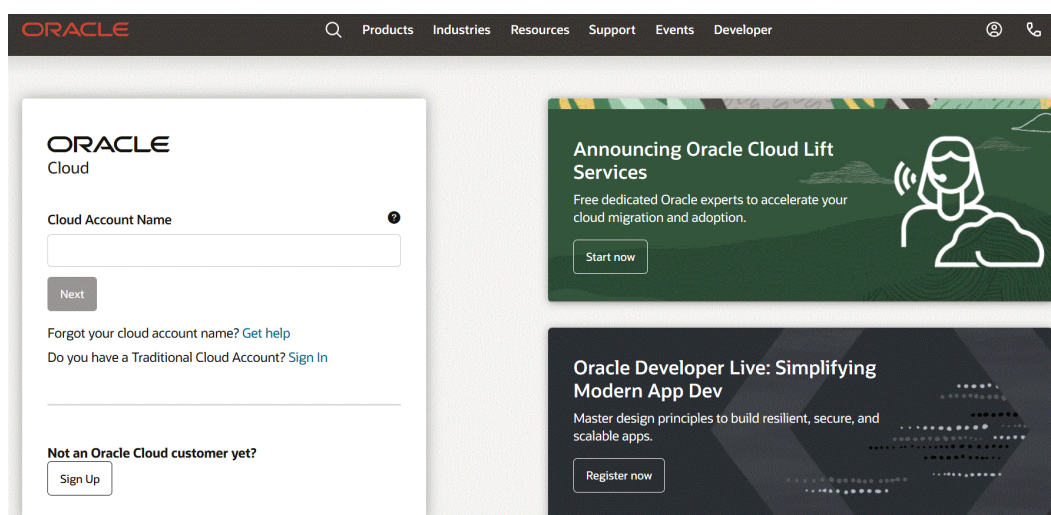 ORACLE
Products Industries Resources Support Events Developer
ORACLE
Cloud
Cloud Account Name
?
Next
Forgot your cloud account name? Get help
Do you have a Traditional Cloud Account? Sign In
Not an Oracle Cloud customer yet?
Sign Up
Announcing Oracle Cloud Lift
Services
Free dedicated Oracle experts to accelerate your
cloud migration and adoption.
Start now
Oracle Developer Live: Simplifying
Modern App Dev
Master design principles to build resilient, secure, and
scalable apps.
Register now